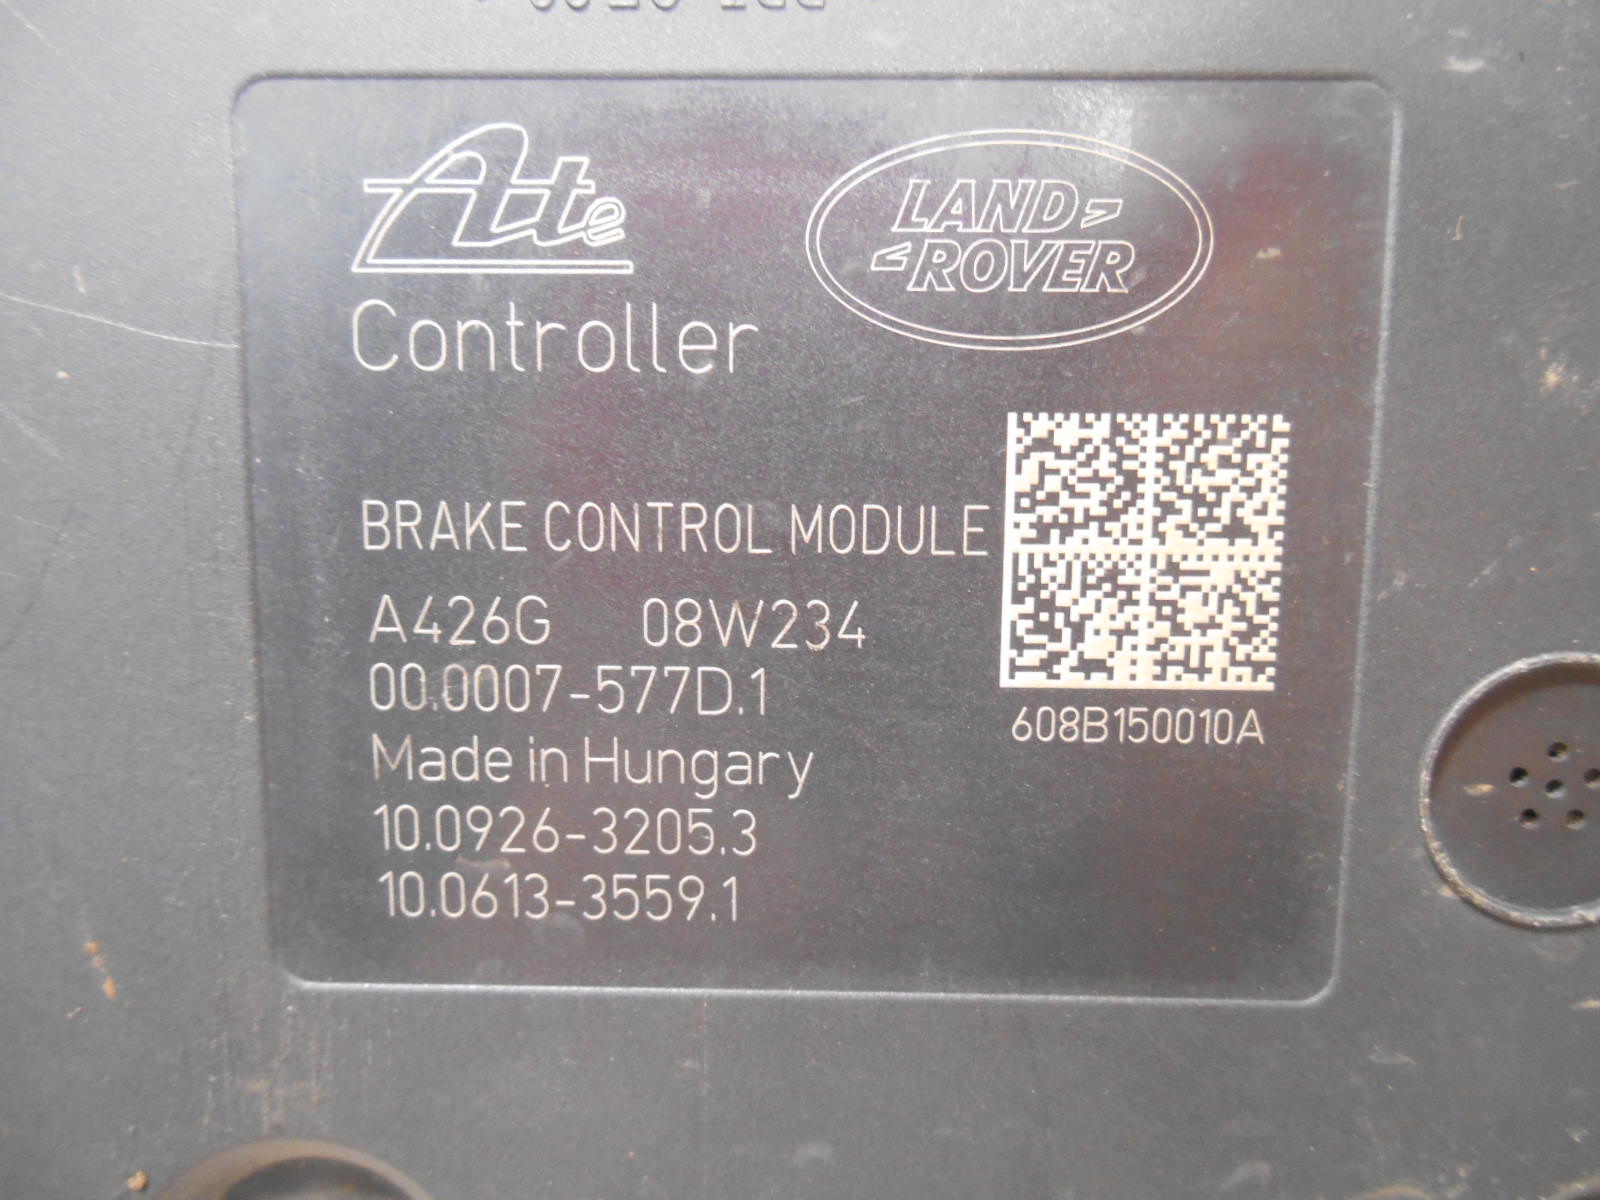 Ate
LAND
ROVER
Controller
BRAKE CONTROL MODULE
A426G 08W234
00.0007-577D.1
608B150010A
Made in Hungary
10.0926-3205.3
10.0613-3559.1